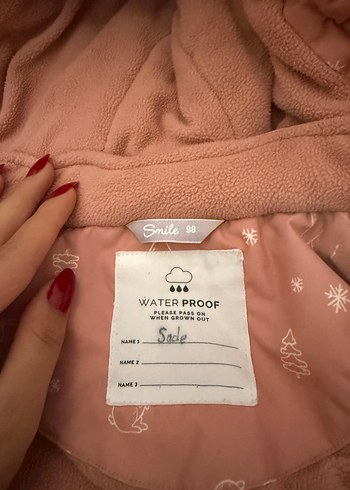 Smile 98
WATER PROOF
PLEASE PASS ON
WHEN GROWN OUT
NAME 1 Sade
NAME 2
NAME 3